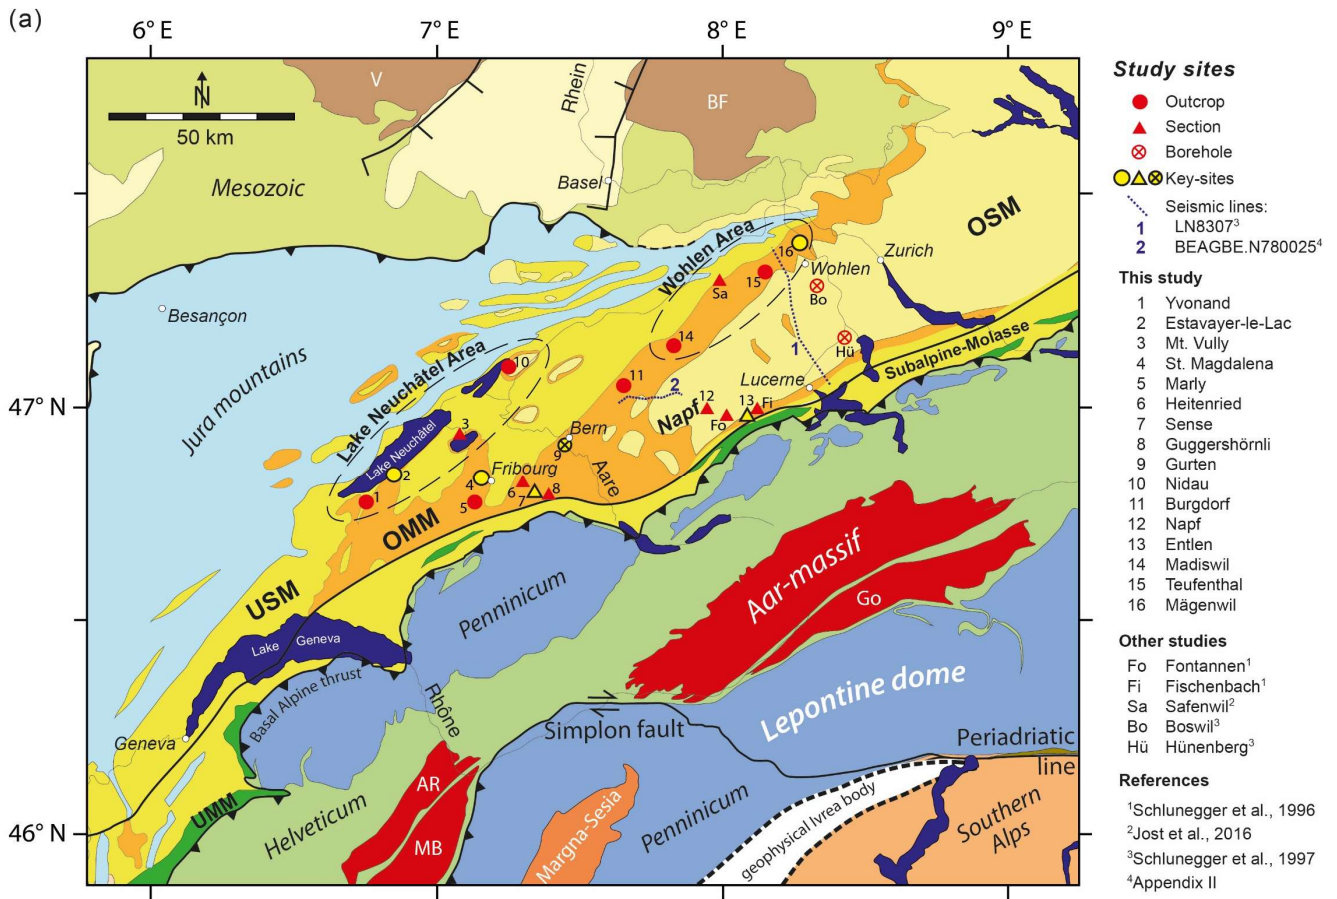 (a)
6° E
7° E
8° E
9° E
47°
46° N
N
50 km
V
BF
Rhein
Basel
Mesozoic
OSM
Besançon
Jura mountains
Wohlen Area
16
Wohlen
Zurich
15
Sa
Bo
14
1
Hü
Lake Neuchâtel Area
10
11
2
Lucerne
Subalpine-Molasse
Napf
12
13
Fi
Fo
Lake Neuchâtel
3
Bern
9
2
Fribourg
4
Aare
1
5
6
7
8
OMM
USM
Penninicum
Aar-massif
Go
Lake Geneva
Basal Alpine thrust
Rhône
Lepontine dome
Simplon fault
Geneva
Periadriatic
line
UMM
Helveticum
AR
MB
Margna-Sesia
Penninicum
geophysical Ivrea body
Southern
Alps
Study sites
Outcrop
Section
Borehole
Key-sites
Seismic lines:
1 LN8307³
2 BEAGBE.N780025⁴
This study
1 Yvonand
2 Estavayer-le-Lac
3 Mt. Vully
4 St. Magdalena
5 Marly
6 Heitenried
7 Sense
8 Guggershörnli
9 Gurten
10 Nidau
11 Burgdorf
12 Napf
13 Entlen
14 Madiswil
15 Teufenthal
16 Mägenwil
Other studies
Fo Fontannen¹
Fi Fischenbach¹
Sa Safenwil²
Bo Boswil³
Hü Hünenberg³
References
¹Schlunegger et al., 1996
²Jost et al., 2016
³Schlunegger et al., 1997
⁴Appendix II